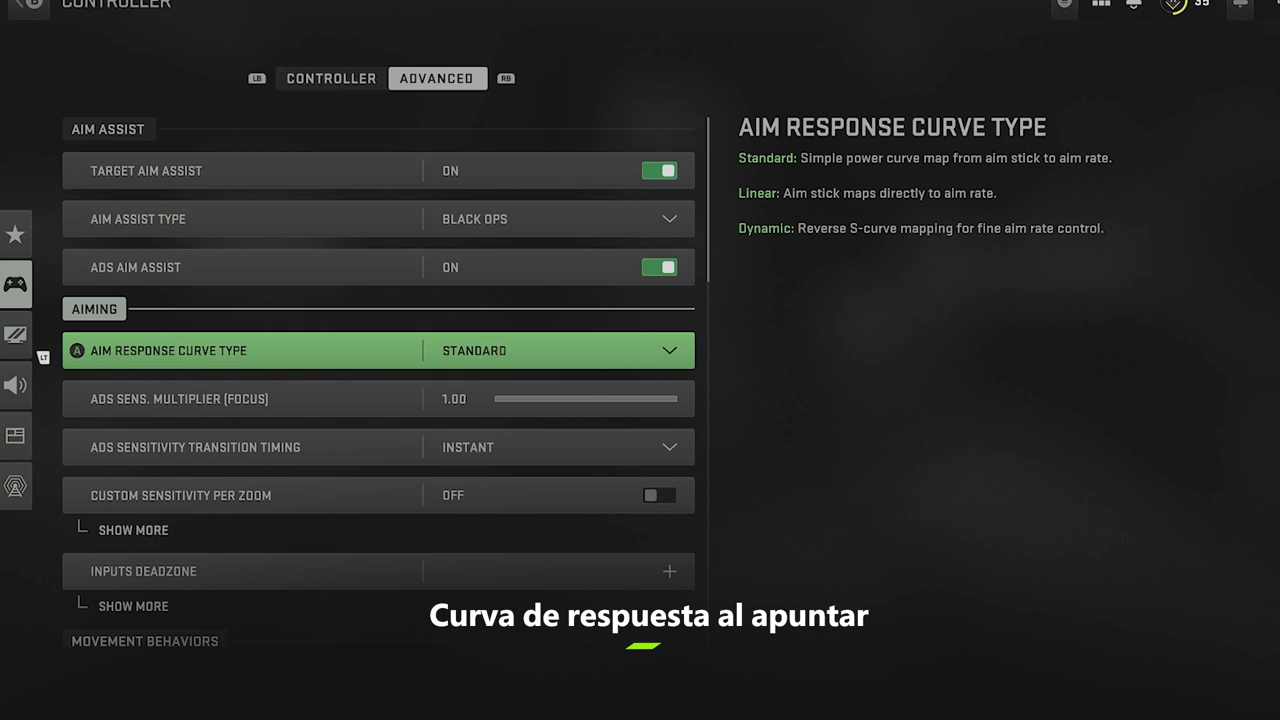 CONTROLLER
35
LB CONTROLLER ADVANCED RB
AIM ASSIST
TARGET AIM ASSIST ON
AIM ASSIST TYPE BLACK OPS
ADS AIM ASSIST ON
AIMING
A AIM RESPONSE CURVE TYPE STANDARD
LT
ADS SENS. MULTIPLIER (FOCUS) 1.00
ADS SENSITIVITY TRANSITION TIMING INSTANT
CUSTOM SENSITIVITY PER ZOOM OFF
SHOW MORE
INPUTS DEADZONE
SHOW MORE
MOVEMENT BEHAVIORS
AIM RESPONSE CURVE TYPE
Standard: Simple power curve map from aim stick to aim rate.
Linear: Aim stick maps directly to aim rate.
Dynamic: Reverse S-curve mapping for fine aim rate control.
Curva de respuesta al apuntar